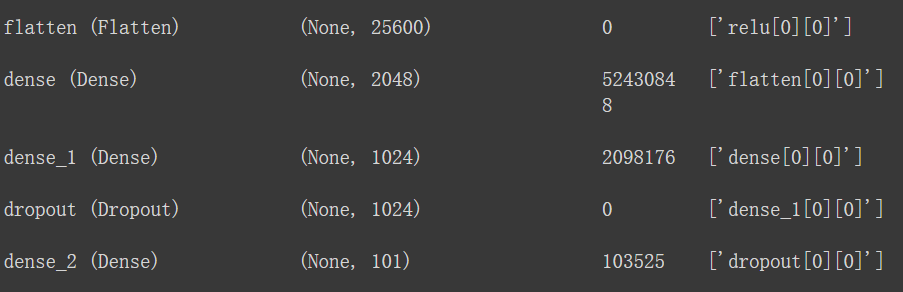 flatten (Flatten) (None, 25600) 0 ['relu[0][0]']
dense (Dense) (None, 2048) 5243084 ['flatten[0][0]']
8
dense_1 (Dense) (None, 1024) 2098176 ['dense[0][0]']
dropout (Dropout) (None, 1024) 0 ['dense_1[0][0]']
dense_2 (Dense) (None, 101) 103525 ['dropout[0][0]']